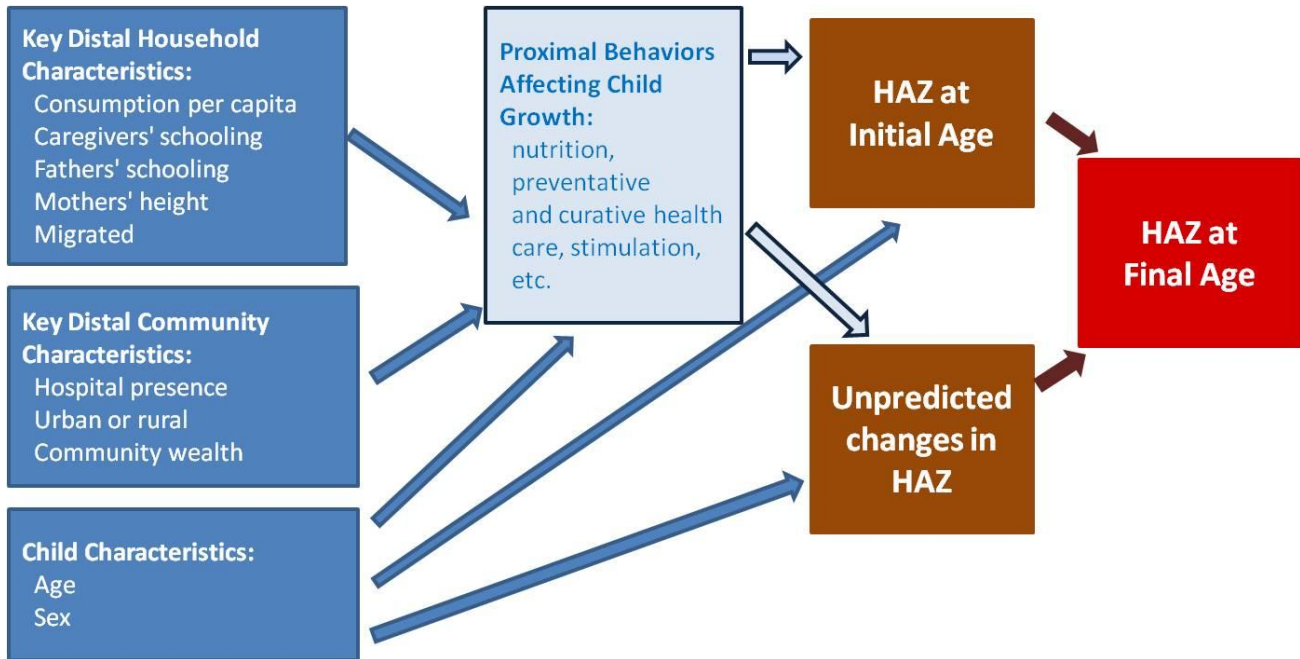 Key Distal Household
Characteristics:
Consumption per capita
Caregivers' schooling
Fathers' schooling
Mothers' height
Migrated
Key Distal Community
Characteristics:
Hospital presence
Urban or rural
Community wealth
Child Characteristics:
Age
Sex
Proximal Behaviors
Affecting Child
Growth:
nutrition,
preventative
and curative health
care, stimulation,
etc.
HAZ at
Initial Age
Unpredicted
changes in
HAZ
HAZ at
Final Age